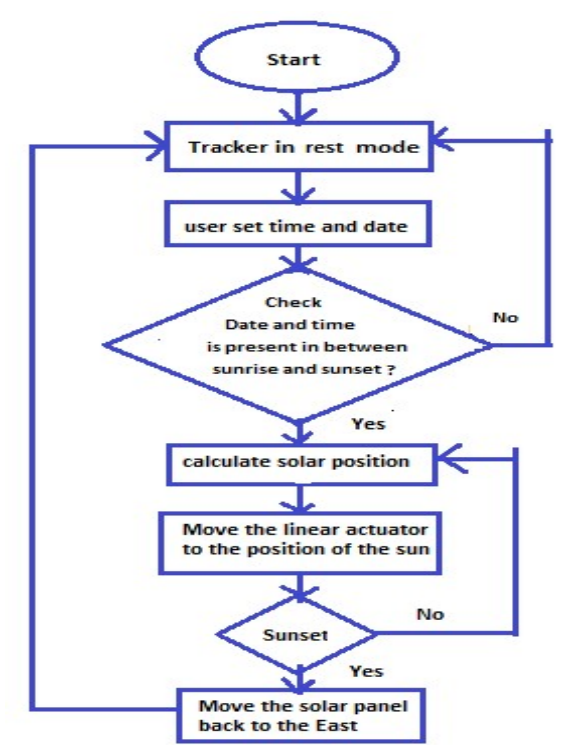 Start
Tracker in rest mode
user set time and date
Check
Date and time
is present in between
sunrise and sunset ?
No
Yes
calculate solar position
Move the linear actuator
to the position of the sun
No
Sunset
Yes
Move the solar panel
back to the East